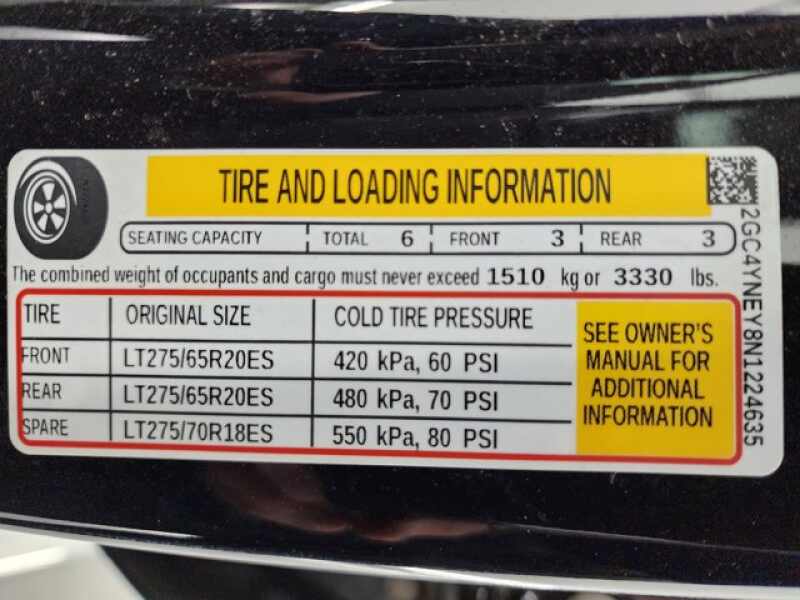 TIRE AND LOADING INFORMATION
SEATING CAPACITY TOTAL 6 FRONT 3 REAR 3
The combined weight of occupants and cargo must never exceed 1510 kg or 3330 lbs.
TIRE ORIGINAL SIZE COLD TIRE PRESSURE
FRONT LT275/65R20ES 420 kPa, 60 PSI
REAR LT275/65R20ES 480 kPa, 70 PSI
SPARE LT275/70R18ES 550 kPa, 80 PSI
SEE OWNER'S
MANUAL FOR
ADDITIONAL
INFORMATION
2GC4YNEY8N1224635